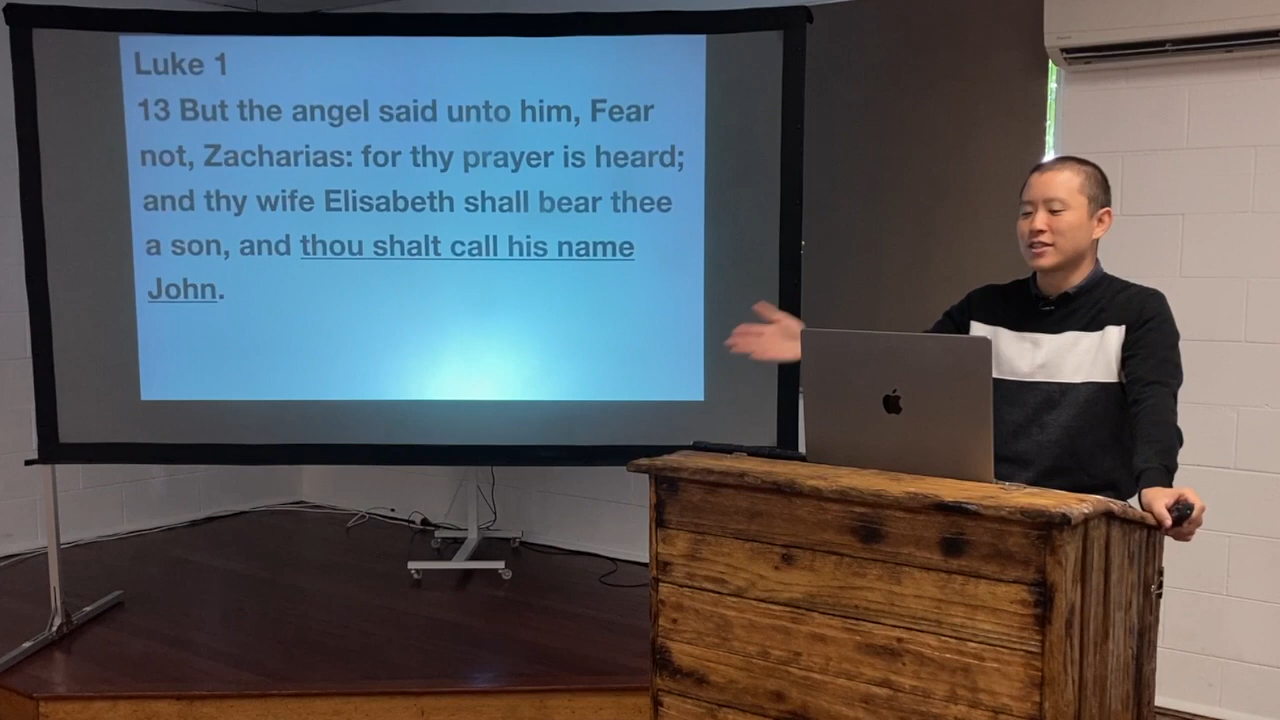 Luke 1
13 But the angel said unto him, Fear
not, Zacharias: for thy prayer is heard;
and thy wife Elisabeth shall bear thee
a son, and thou shalt call his name
John.